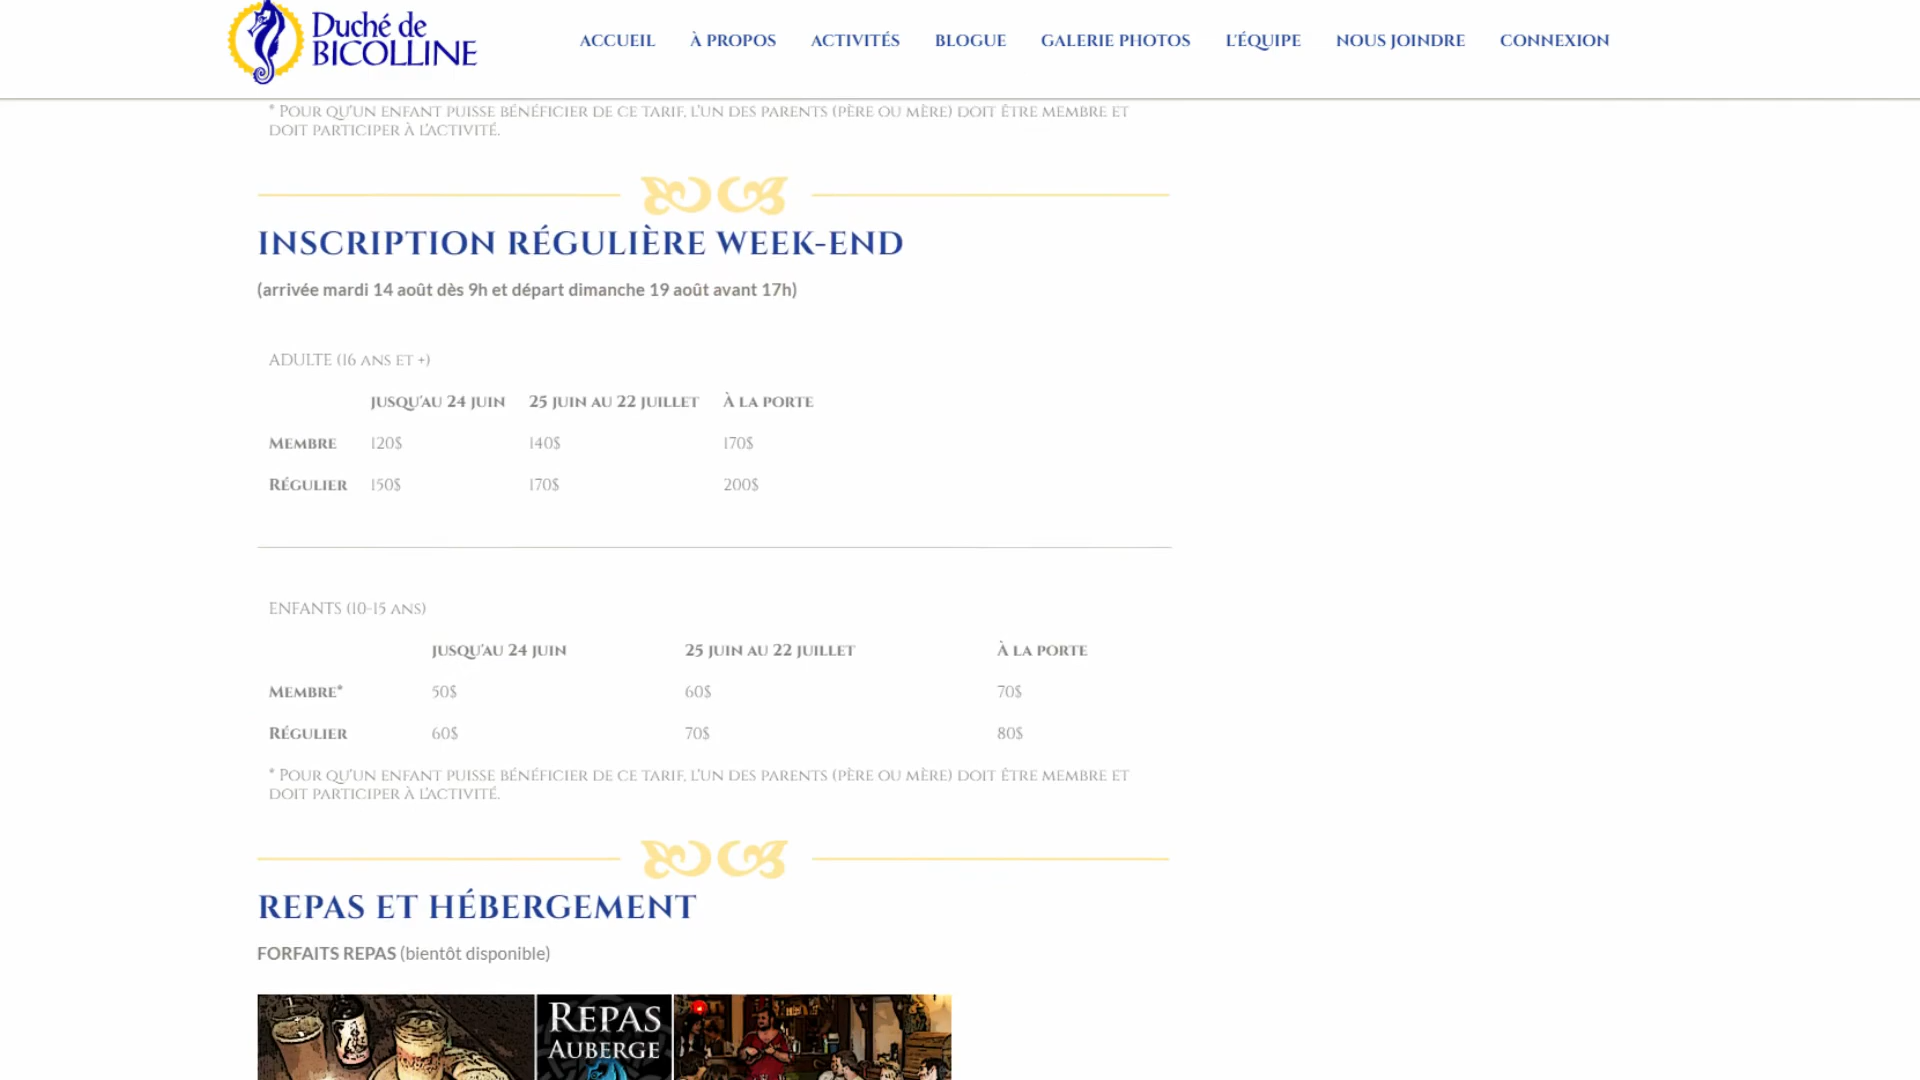 Duché de
BICOLLINE
ACCUEIL À PROPOS ACTIVITÉS BLOGUE GALERIE PHOTOS L'ÉQUIPE NOUS JOINDRE CONNEXION
* Pour qu'un enfant puisse bénéficier de ce tarif, l'un des parents (père ou mère) doit être membre et
doit participer à l'activité.
INSCRIPTION RÉGULIÈRE WEEK-END
(arrivée mardi 14 août dès 9h et départ dimanche 19 août avant 17h)
ADULTE (16 ans et +)
jusqu'au 24 juin 25 juin au 22 juillet À la porte
Membre 120$ 140$ 170$
Régulier 150$ 170$ 200$
ENFANTS (10-15 ans)
jusqu'au 24 juin 25 juin au 22 juillet À la porte
Membre* 50$ 60$ 70$
Régulier 60$ 70$ 80$
* Pour qu'un enfant puisse bénéficier de ce tarif, l'un des parents (père ou mère) doit être membre et
doit participer à l'activité.
REPAS ET HÉBERGEMENT
FORFAITS REPAS (bientôt disponible)
Repas
Auberge